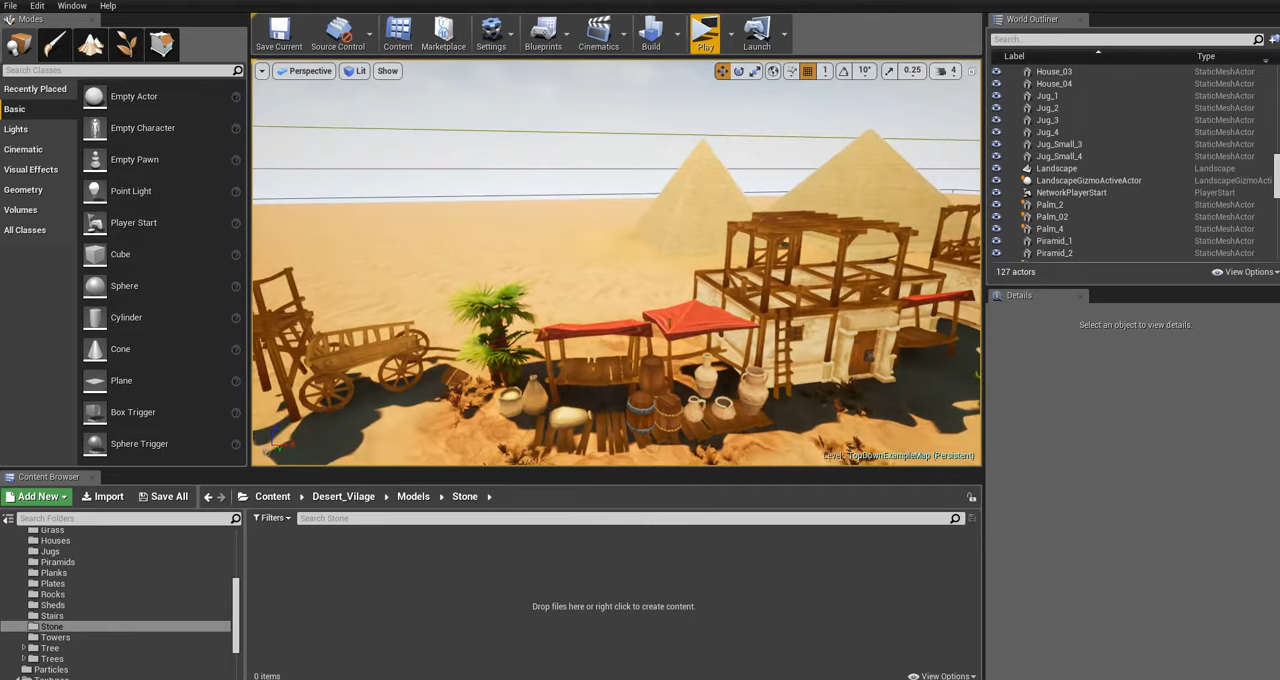 File Edit Window Help
Modes
Search Classes
Recently Placed
Basic
Lights
Cinematic
Visual Effects
Geometry
Volumes
All Classes
Empty Actor
Empty Character
Empty Pawn
Point Light
Player Start
Cube
Sphere
Cylinder
Cone
Plane
Box Trigger
Sphere Trigger
Save Current Source Control Content Marketplace Settings Blueprints Cinematics Build Play Launch
Perspective Lit Show 1 10° 0.25 4
Level: TopDownExampleMap (Persistent)
World Outliner
Search...
Label Type
House_03 StaticMeshActor
House_04 StaticMeshActor
Jug_1 StaticMeshActor
Jug_2 StaticMeshActor
Jug_3 StaticMeshActor
Jug_4 StaticMeshActor
Jug_Small_3 StaticMeshActor
Jug_Small_4 StaticMeshActor
Landscape Landscape
LandscapeGizmoActiveActor LandscapeGizmoActi
NetworkPlayerStart PlayerStart
Palm_2 StaticMeshActor
Palm_02 StaticMeshActor
Palm_4 StaticMeshActor
Piramid_1 StaticMeshActor
Piramid_2 StaticMeshActor
127 actors View Options
Details
Select an object to view details.
Content Browser
Add New Import Save All Content Desert_Vilage Models Stone
Search Folders
Grass
Houses
Jugs
Piramids
Planks
Plates
Rocks
Sheds
Stairs
Stone
Towers
Tree
Trees
Particles
Filters Search Stone
Drop files here or right click to create content.
0 items View Options